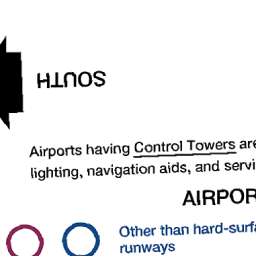 SOUTH
Airports having Control Towers are
lighting, navigation aids, and servi
AIRPOR
Other than hard-surfa
runways